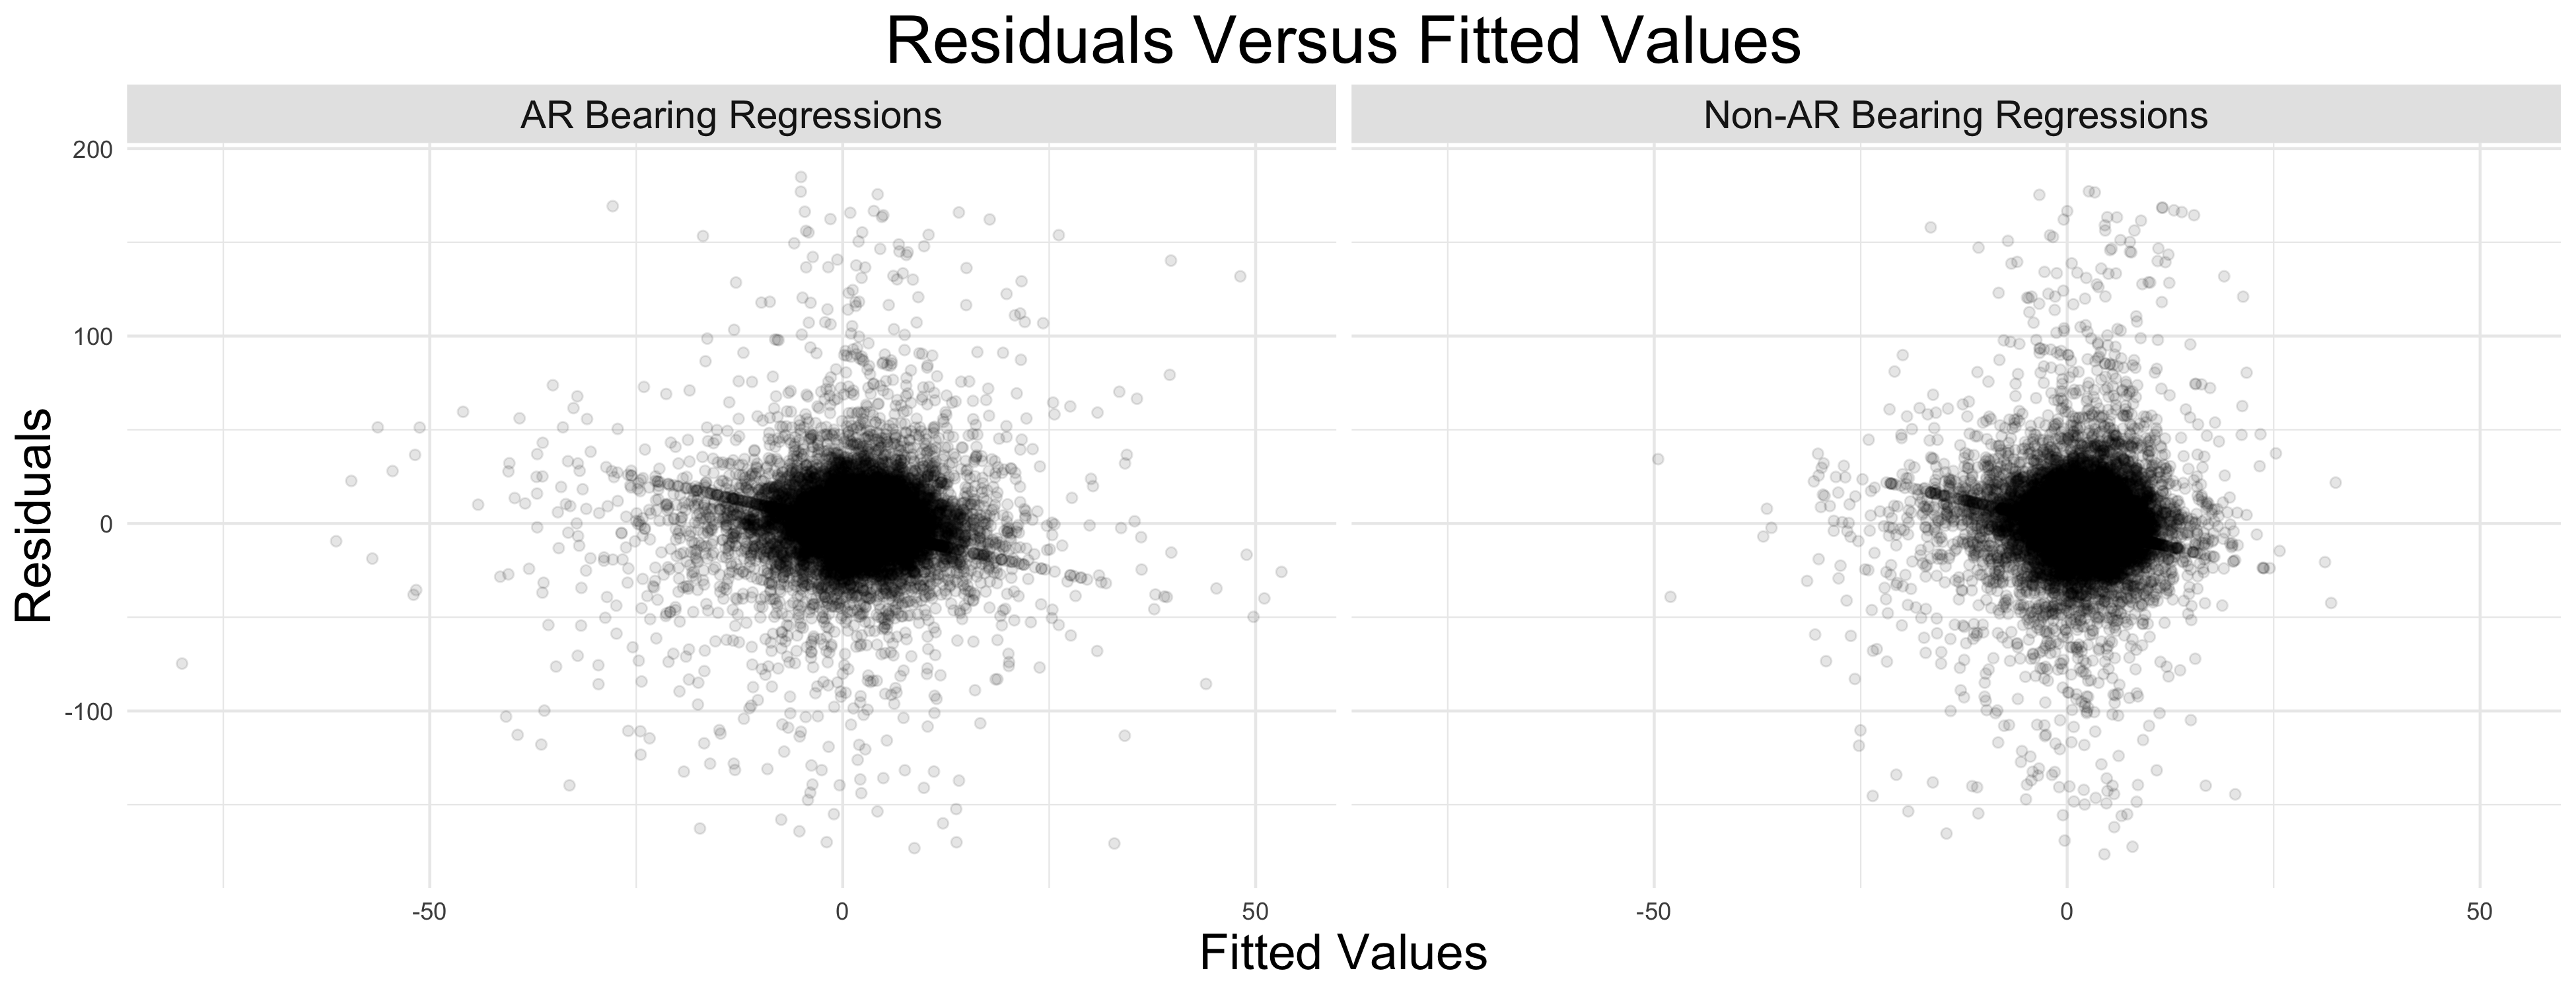 Residuals Versus Fitted Values
AR Bearing Regressions
Non-AR Bearing Regressions
200
100
0
-100
Residuals
-50
0
50
-50
0
50
Fitted Values